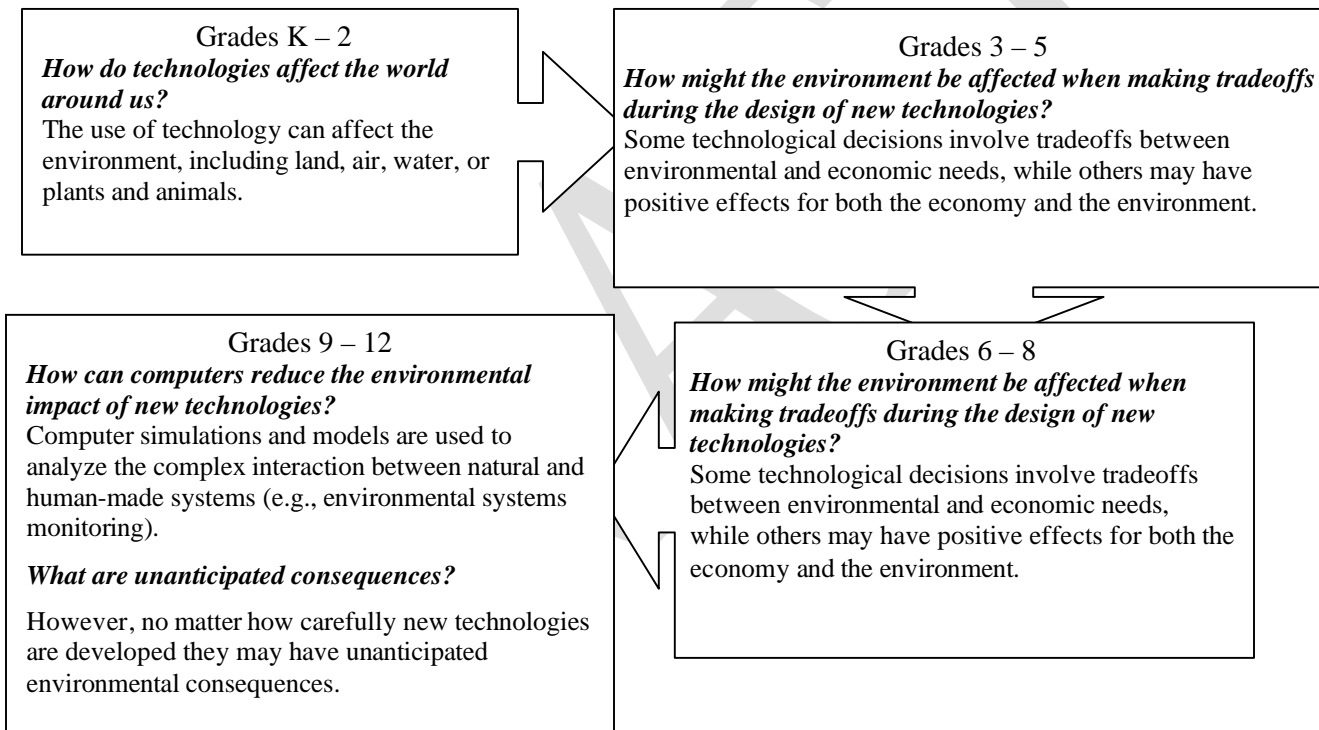 Grades K – 2
How do technologies affect the world
around us?
The use of technology can affect the
environment, including land, air, water, or
plants and animals.
Grades 3 – 5
How might the environment be affected when making tradeoffs
during the design of new technologies?
Some technological decisions involve tradeoffs between
environmental and economic needs, while others may have
positive effects for both the economy and the environment.
Grades 6 – 8
How might the environment be affected when
making tradeoffs during the design of new
technologies?
Some technological decisions involve tradeoffs
between environmental and economic needs,
while others may have positive effects for both the
economy and the environment.
Grades 9 – 12
How can computers reduce the environmental
impact of new technologies?
Computer simulations and models are used to
analyze the complex interaction between natural and
human-made systems (e.g., environmental systems
monitoring).
What are unanticipated consequences?
However, no matter how carefully new technologies
are developed they may have unanticipated
environmental consequences.